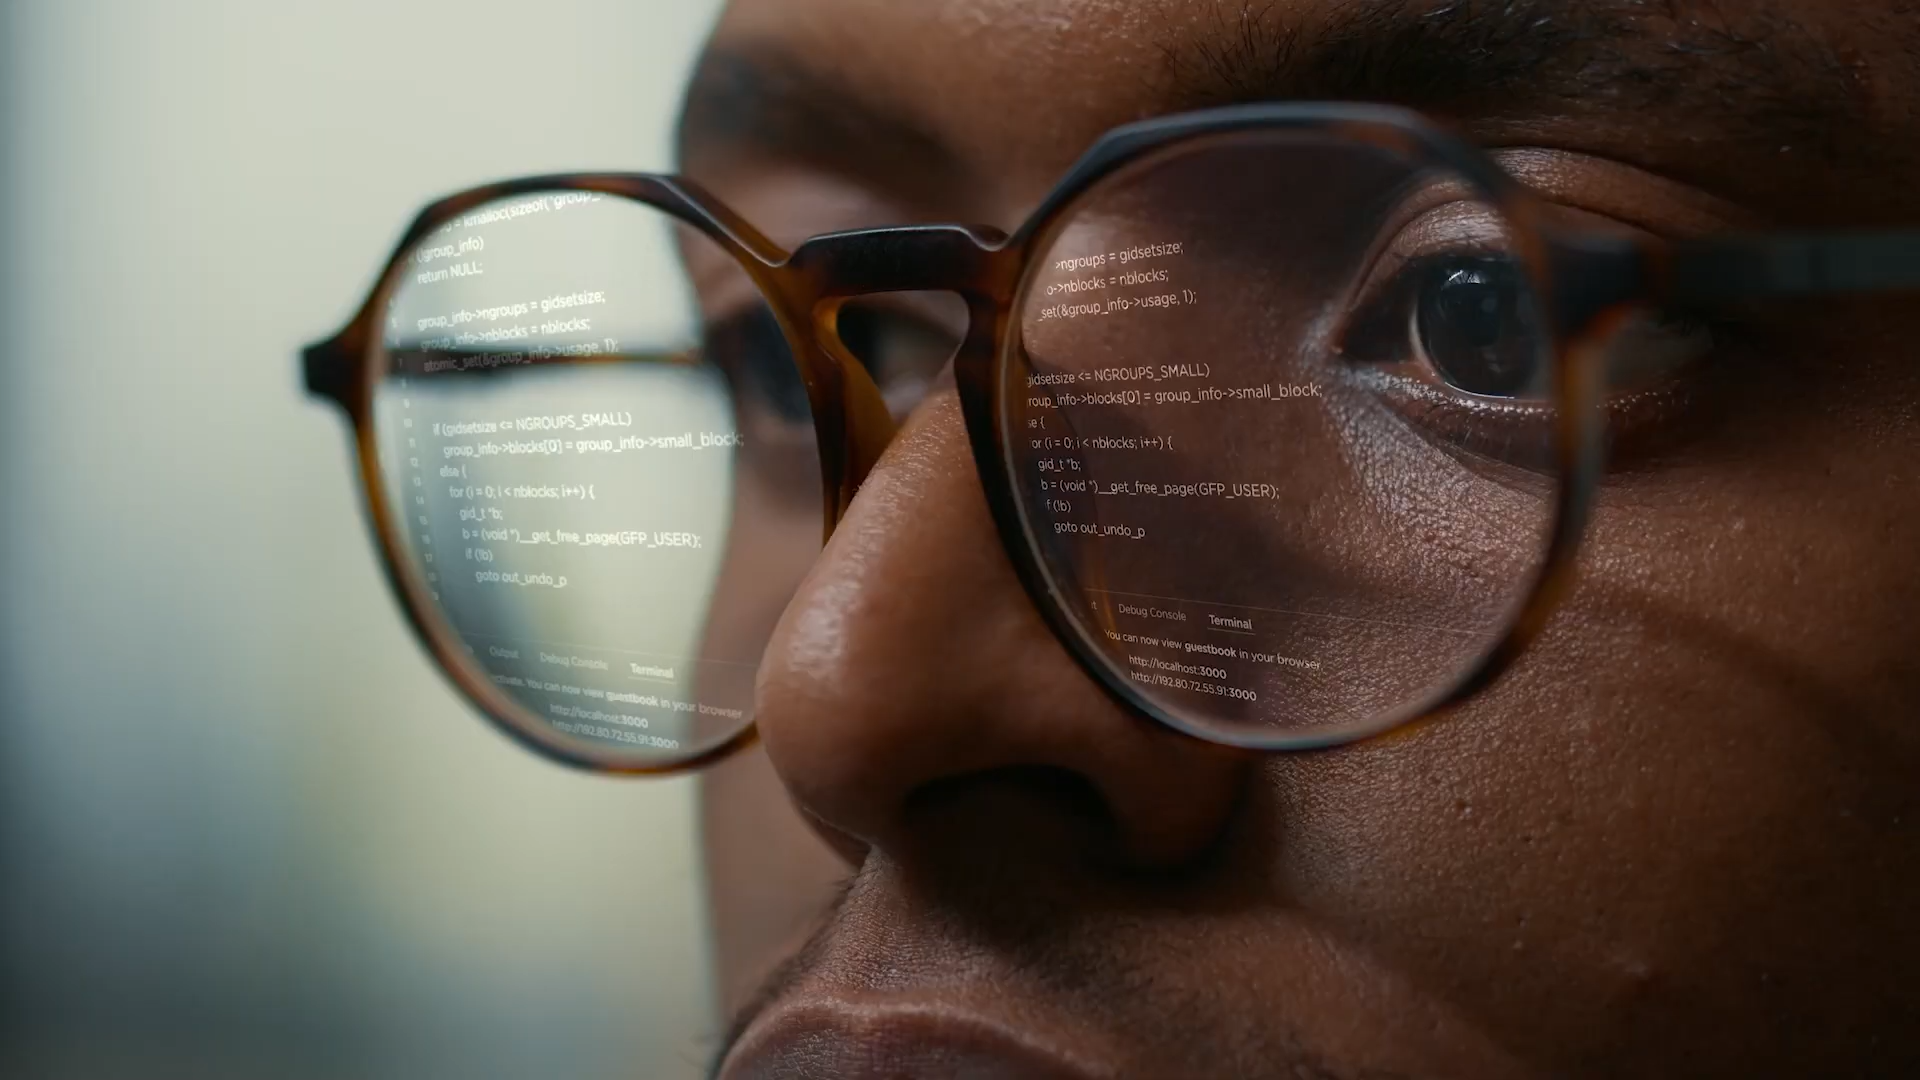 = kmalloc(sizeof(*group_
(!group_info)
return NULL;
group_info->ngroups = gidsetsize;
group_info->nblocks = nblocks;
atomic_set(&group_info->usage, 1);
if (gidsetsize <= NGROUPS_SMALL)
group_info->blocks[0] = group_info->small_block;
else {
for (i = 0; i < nblocks; i++) {
gid_t *b;
b = (void *)__get_free_page(GFP_USER);
if (!b)
goto out_undo_p
Output Debug Console Terminal
You can now view guestbook in your browser
http://localhost:3000
http://192.80.72.55.91:3000
>ngroups = gidsetsize;
o->nblocks = nblocks;
_set(&group_info->usage, 1);
gidsetsize <= NGROUPS_SMALL)
roup_info->blocks[0] = group_info->small_block;
se {
or (i = 0; i < nblocks; i++) {
gid_t *b;
b = (void *)__get_free_page(GFP_USER);
f (!b)
goto out_undo_p
Debug Console Terminal
You can now view guestbook in your browser
http://localhost:3000
http://192.80.72.55.91:3000